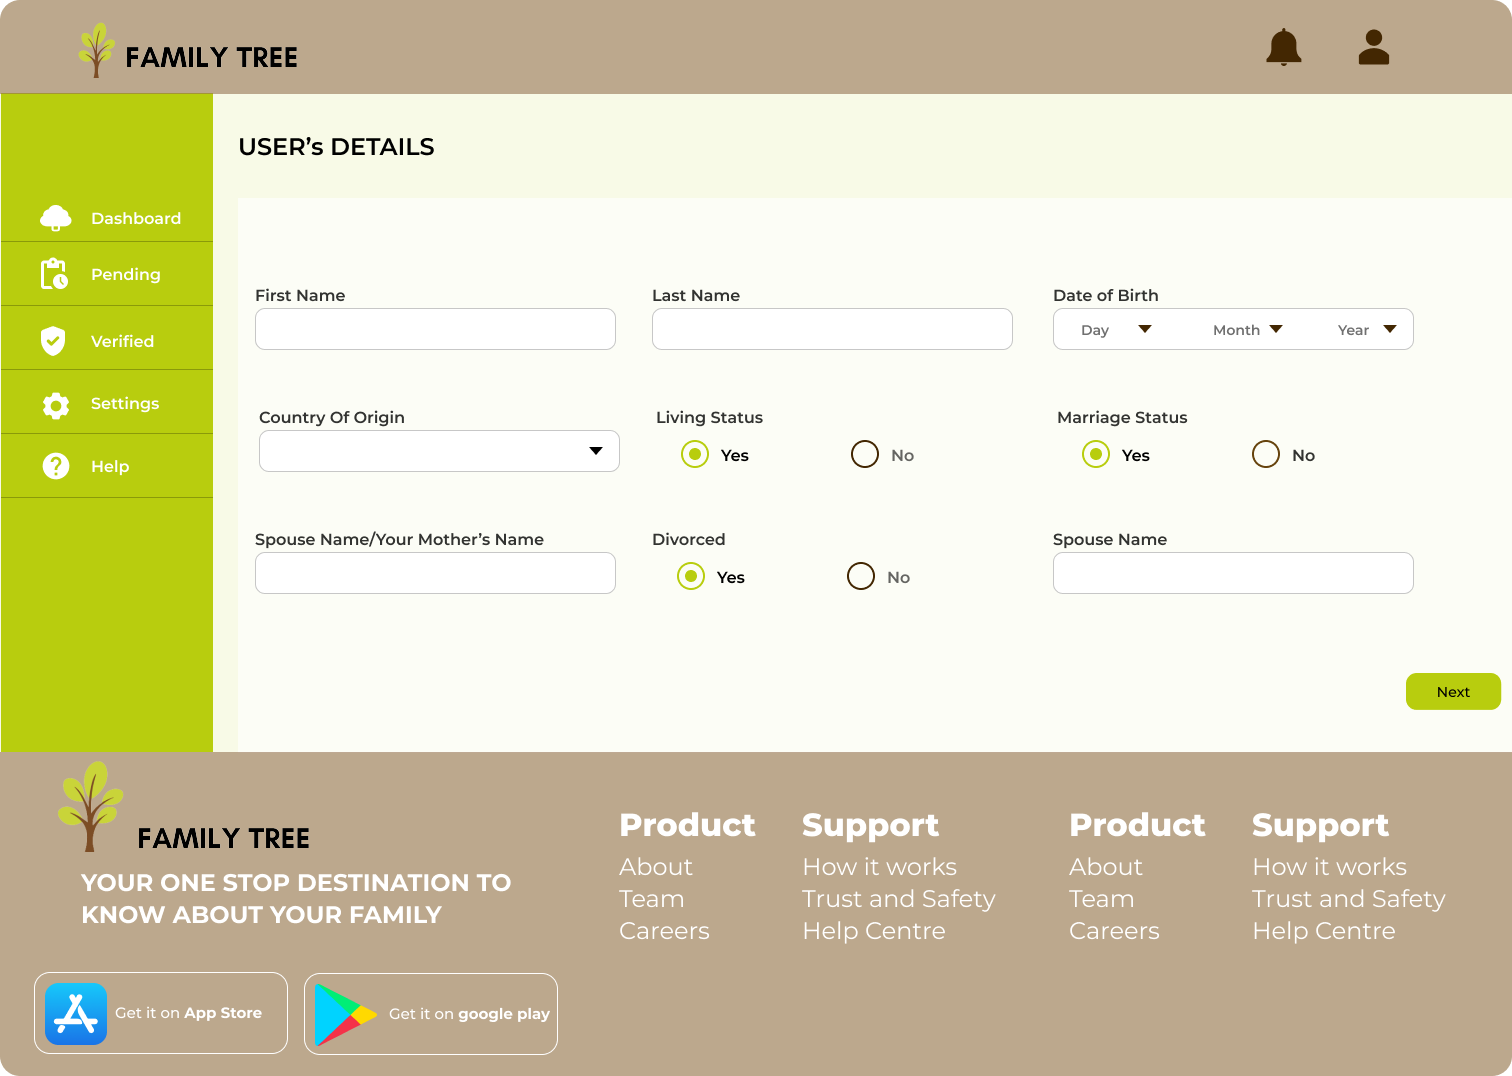 FAMILY TREE
USER’s DETAILS
Dashboard
Pending
Verified
Settings
Help
First Name
Last Name
Date of Birth
Day
Month
Year
Country Of Origin
Living Status
Yes
No
Marriage Status
Yes
No
Spouse Name/Your Mother’s Name
Divorced
Yes
No
Spouse Name
Next
FAMILY TREE
YOUR ONE STOP DESTINATION TO
KNOW ABOUT YOUR FAMILY
Get it on App Store
Get it on google play
Product
About
Team
Careers
Support
How it works
Trust and Safety
Help Centre
Product
About
Team
Careers
Support
How it works
Trust and Safety
Help Centre